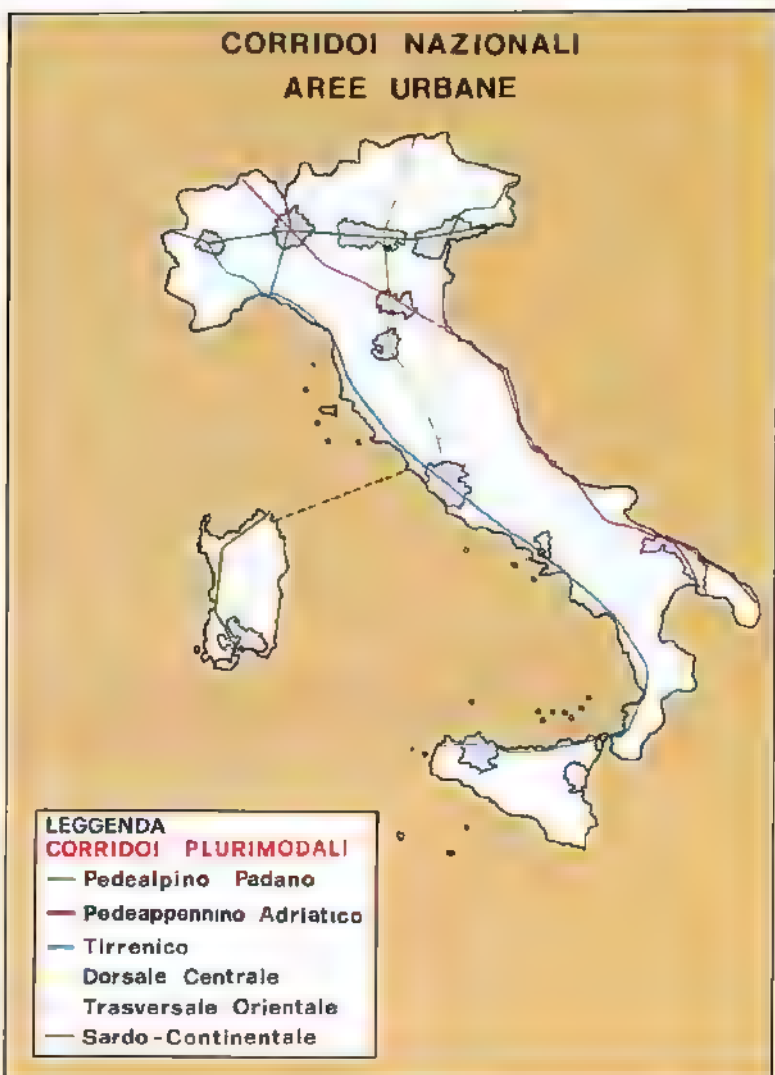 CORRIDOI NAZIONALI
AREE URBANE
LEGGENDA
CORRIDOI PLURIMODALI
Pedealpino Padano
Pedeappennino Adriatico
Tirrenico
Dorsale Centrale
Trasversale Orientale
Sardo-Continentale